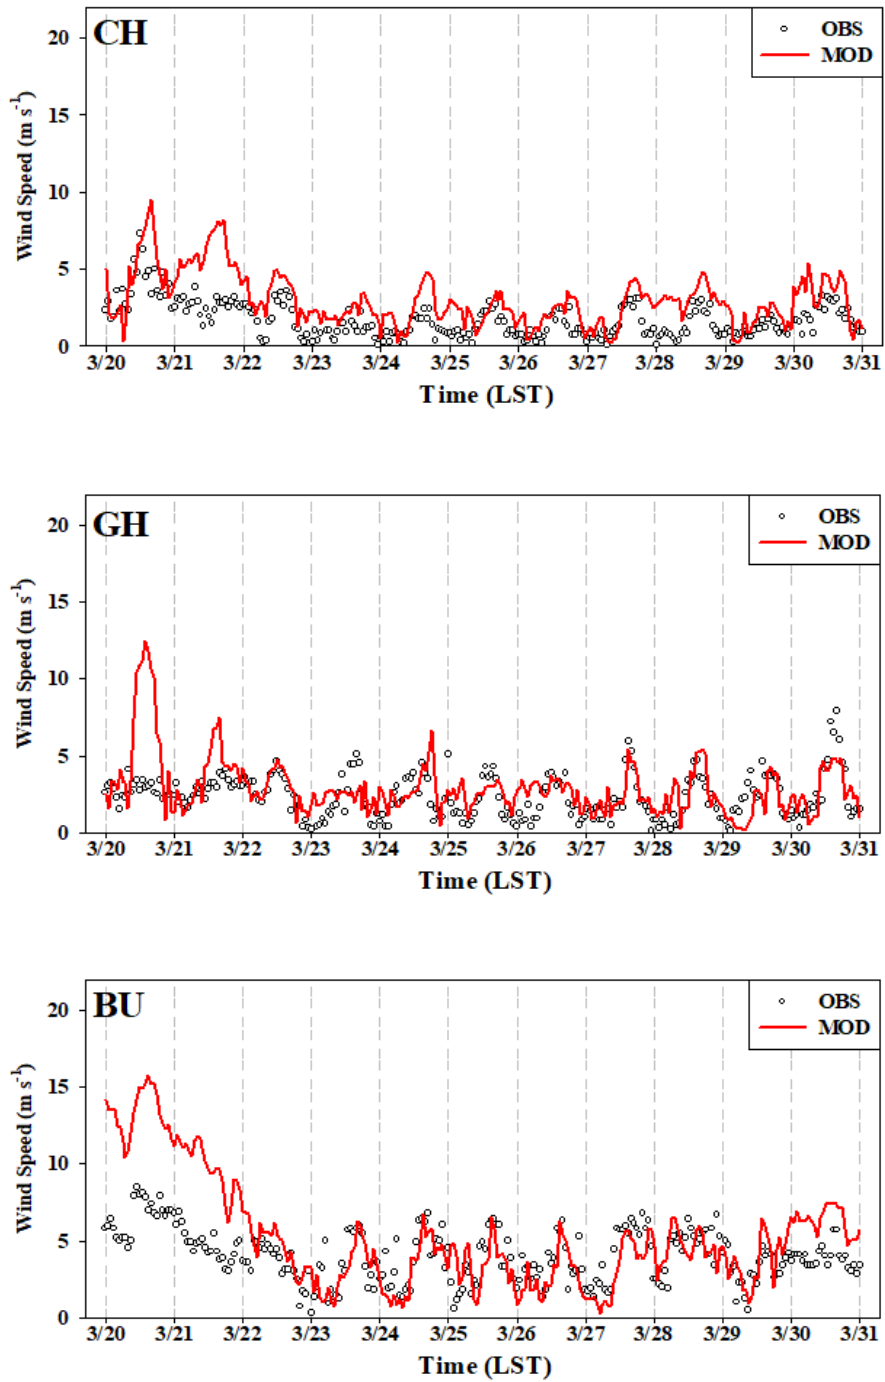 CH
OBS
MOD
Wind Speed (m s⁻¹)
20
15
10
5
0
3/20 3/21 3/22 3/23 3/24 3/25 3/26 3/27 3/28 3/29 3/30 3/31
Time (LST)
GH
OBS
MOD
Wind Speed (m s⁻¹)
20
15
10
5
0
3/20 3/21 3/22 3/23 3/24 3/25 3/26 3/27 3/28 3/29 3/30 3/31
Time (LST)
BU
OBS
MOD
Wind Speed (m s⁻¹)
20
15
10
5
0
3/20 3/21 3/22 3/23 3/24 3/25 3/26 3/27 3/28 3/29 3/30 3/31
Time (LST)